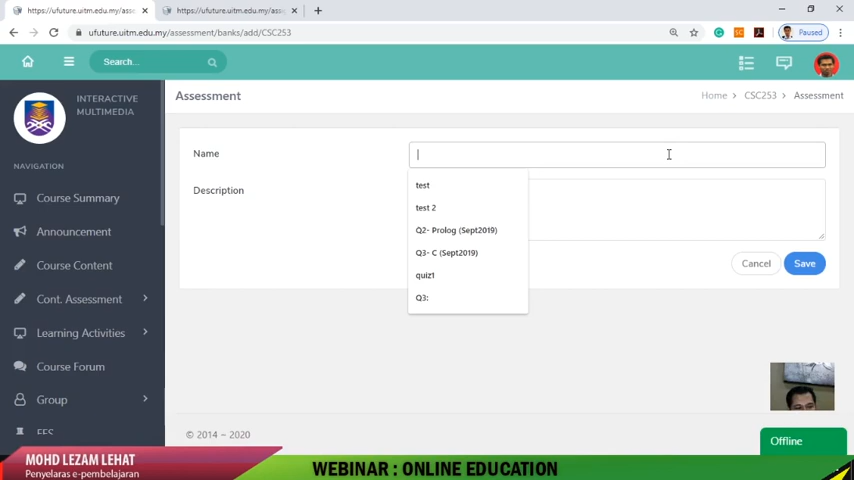 https://ufuture.uitm.edu.my/asse
https://ufuture.uitm.edu.my/assig
ufuture.uitm.edu.my/assessment/banks/add/CSC253
SC
Paused
Search...
INTERACTIVE
MULTIMEDIA
NAVIGATION
Course Summary
Announcement
Course Content
Cont. Assessment
Learning Activities
Course Forum
Group
Assessment
Home > CSC253 > Assessment
Name
Description
test
test 2
Q2- Prolog (Sept2019)
Q3- C (Sept2019)
quiz1
Q3:
Cancel
Save
© 2014 – 2020
Offline
MOHD LEZAM LEHAT
Penyelaras e-pembelajaran
WEBINAR : ONLINE EDUCATION